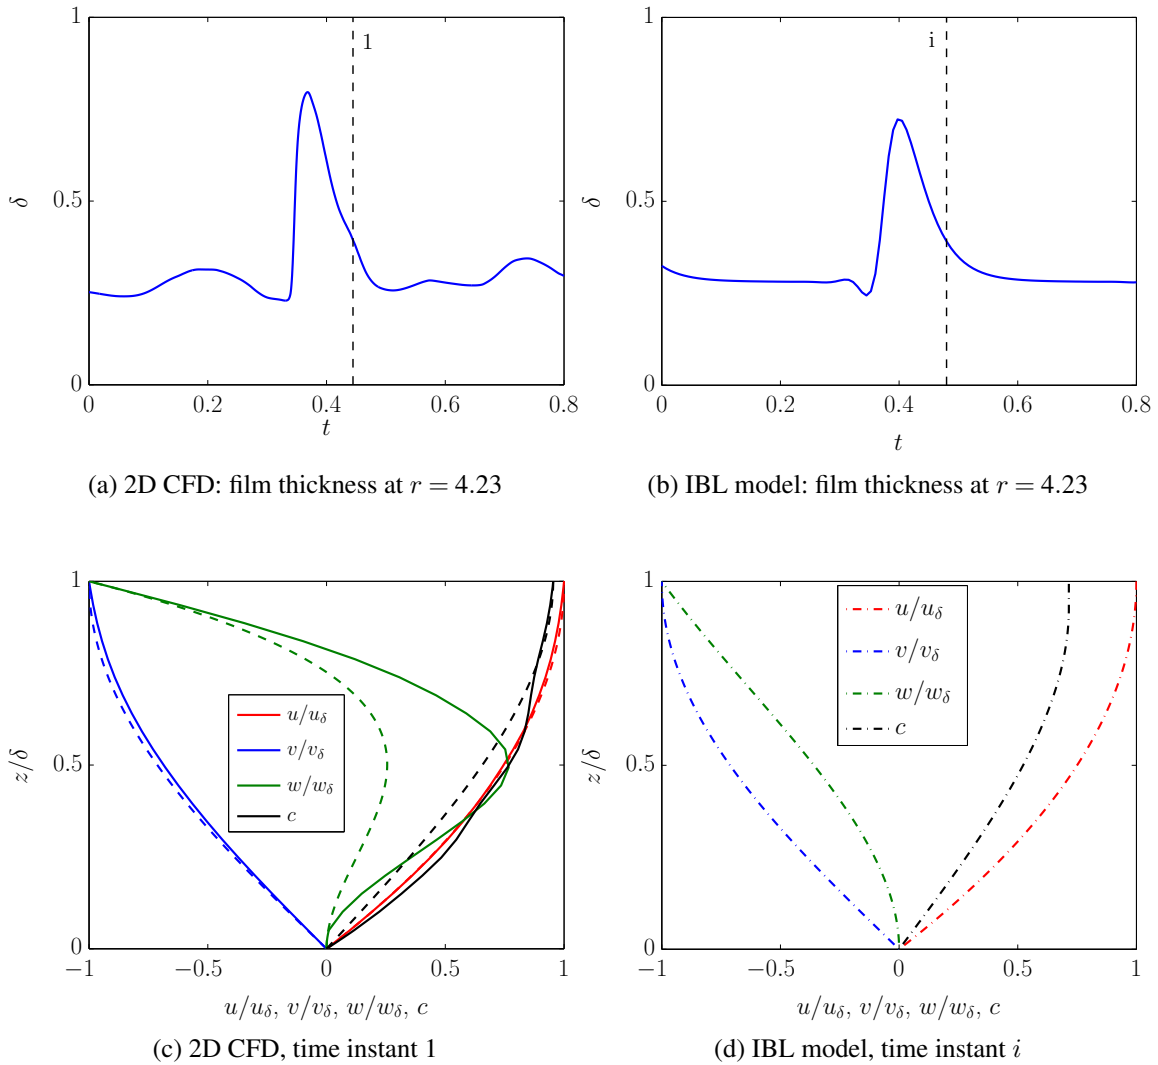 1
0.5
0
δ
1
0 0.2 0.4 0.6 0.8
t
(a) 2D CFD: film thickness at r = 4.23
1
0.5
0
δ
i
0 0.2 0.4 0.6 0.8
t
(b) IBL model: film thickness at r = 4.23
1
0.5
0
z/δ
u/u_δ
v/v_δ
w/w_δ
c
−1 −0.5 0 0.5 1
u/u_δ, v/v_δ, w/w_δ, c
(c) 2D CFD, time instant 1
1
0.5
0
z/δ
u/u_δ
v/v_δ
w/w_δ
c
−1 −0.5 0 0.5 1
u/u_δ, v/v_δ, w/w_δ, c
(d) IBL model, time instant i